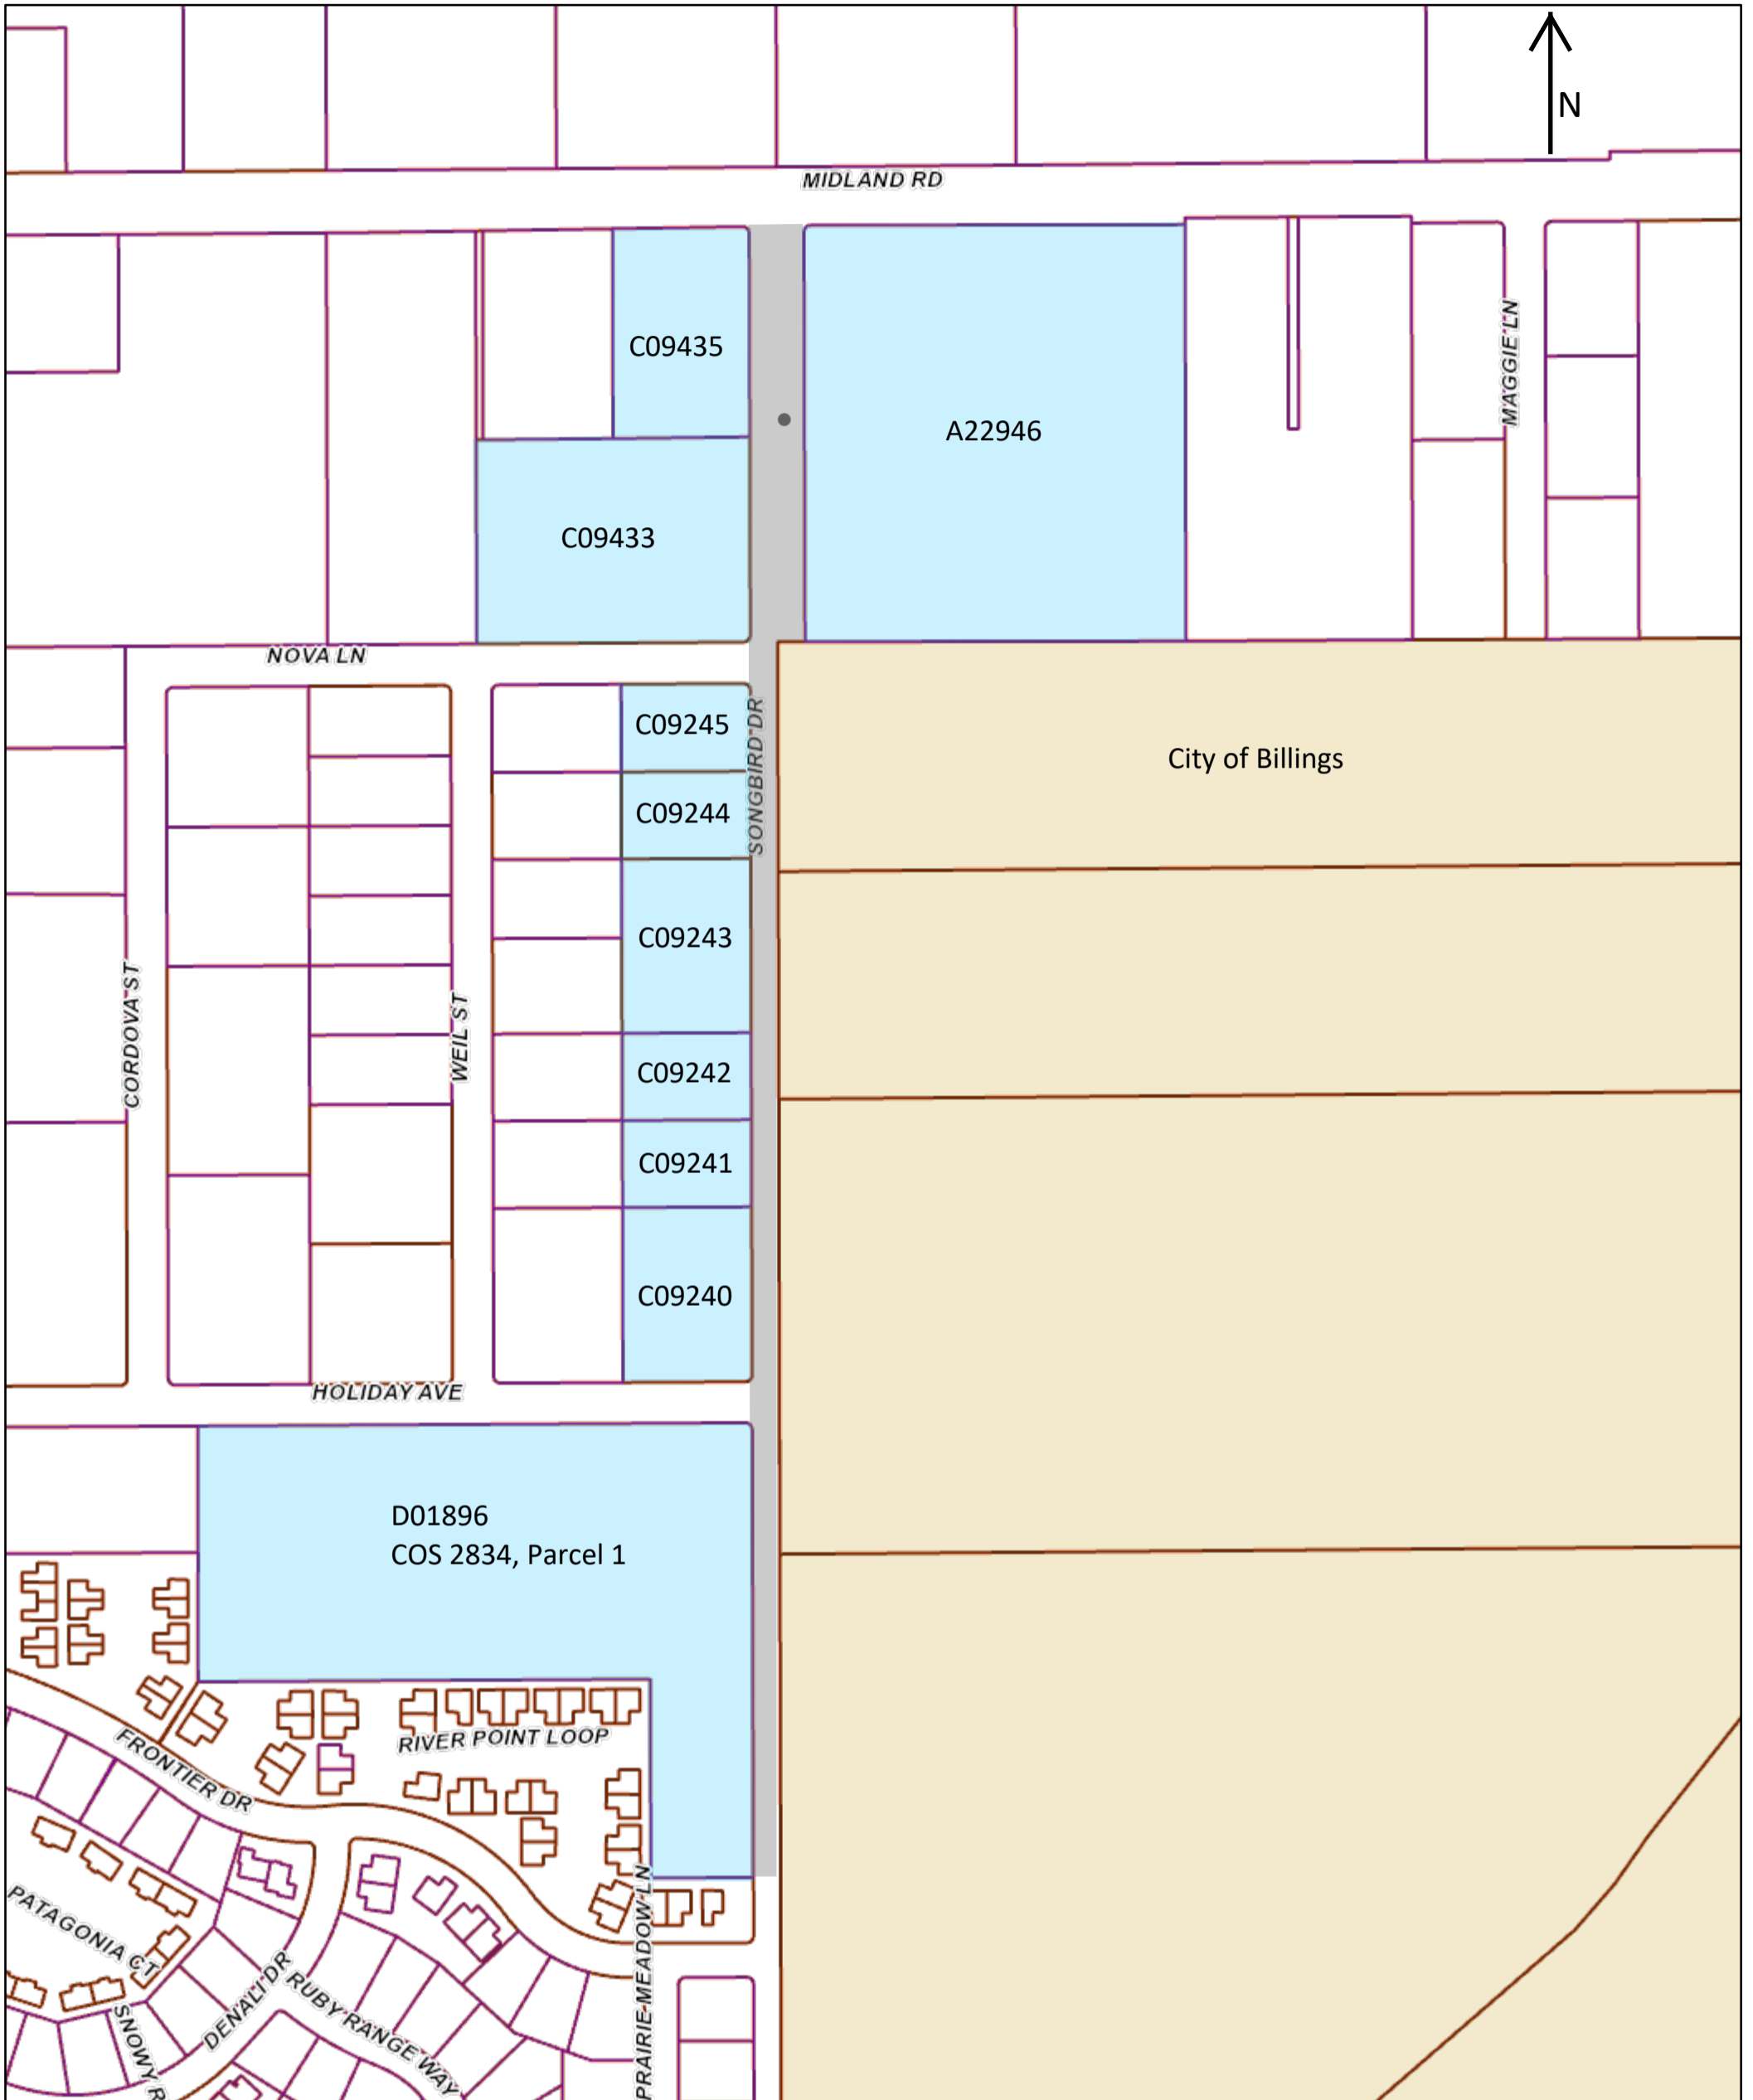 N
MIDLAND RD
C09435
MAGGIE LN
A22946
C09433
NOVA LN
C09245
SONGBIRD DR
City of Billings
C09244
C09243
CORDOVA ST
WEIL ST
C09242
C09241
C09240
HOLIDAY AVE
D01896
COS 2834, Parcel 1
RIVER POINT LOOP
FRONTIER DR
PATAGONIA CT
PRAIRIE MEADOW LN
DENALI DR
RUBY RANGE WAY
SNOWY R